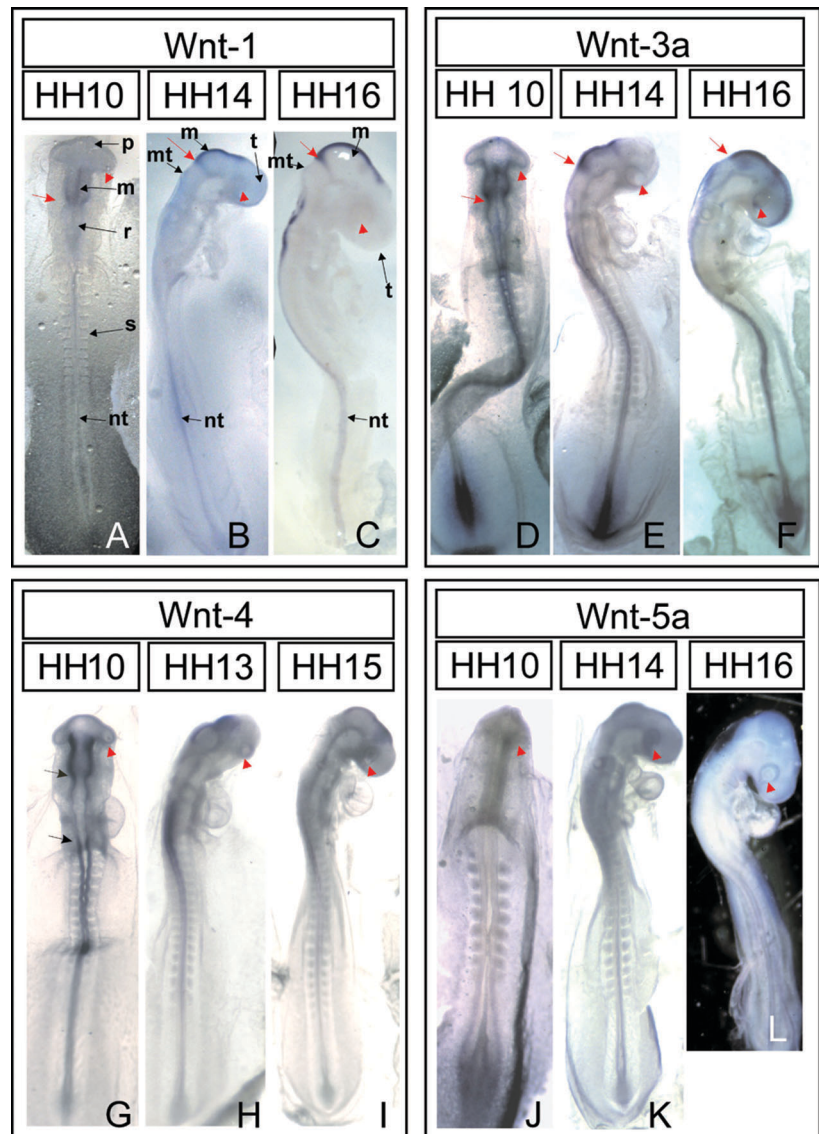 Wnt-1
HH10 HH14 HH16
p
m
r
s
nt
A
m
mt
t
nt
B
m
mt
t
nt
C
Wnt-3a
HH 10 HH14 HH16
D E F
Wnt-4
HH10 HH13 HH15
G H I
Wnt-5a
HH10 HH14 HH16
J K L